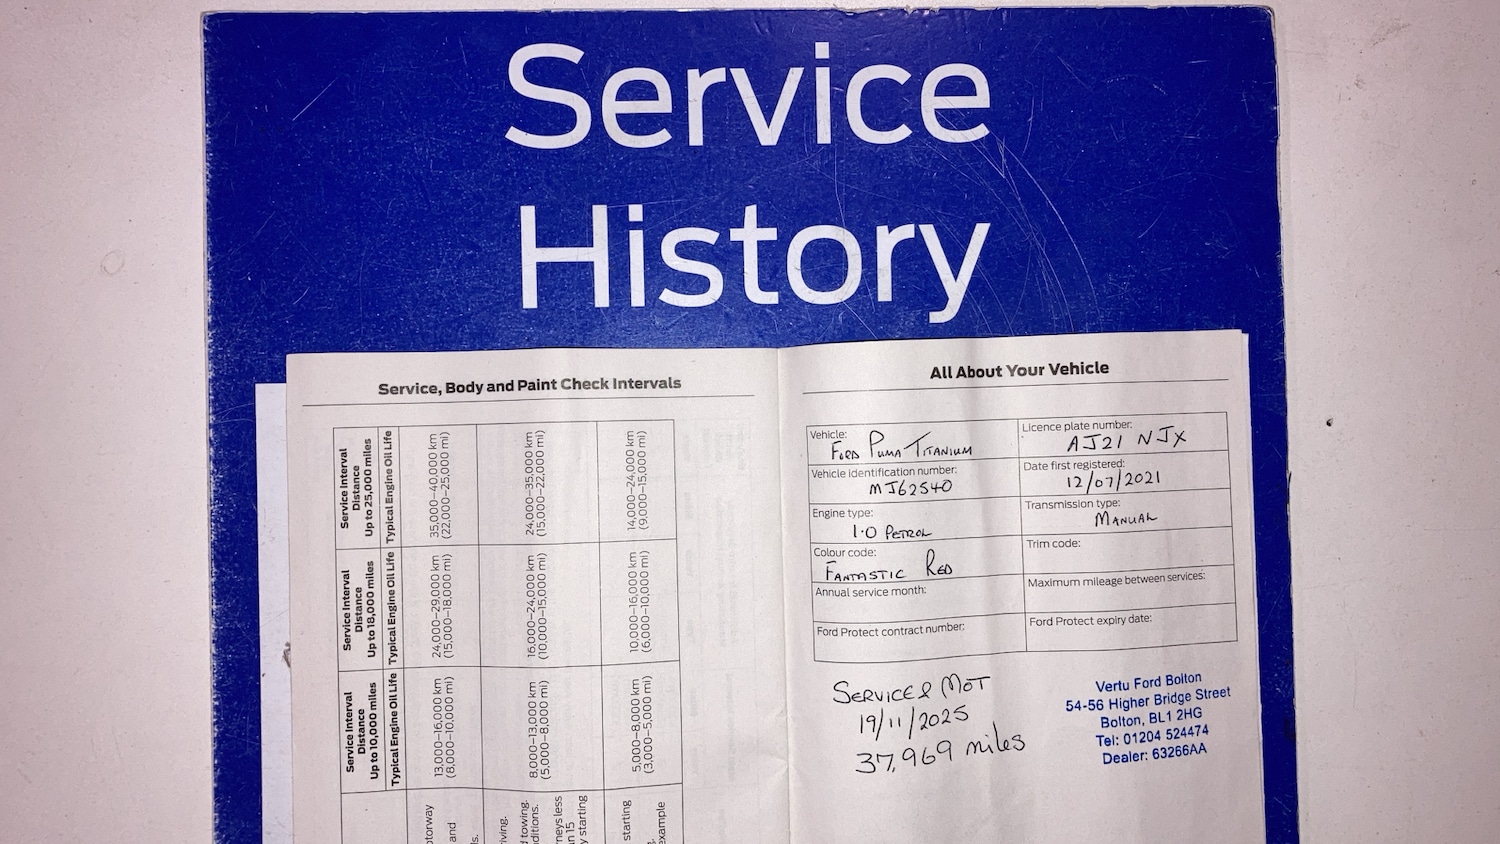 Service
History
Service, Body and Paint Check Intervals
Service Interval
Distance
Up to 25,000 miles
Typical Engine Oil Life
35,000–40,000 km
(22,000–25,000 mi)
24,000–35,000 km
(15,000–22,000 mi)
14,000–24,000 km
(9,000–15,000 mi)
Service Interval
Distance
Up to 18,000 miles
Typical Engine Oil Life
24,000–29,000 km
(15,000–18,000 mi)
16,000–24,000 km
(10,000–15,000 mi)
10,000–16,000 km
(6,000–10,000 mi)
Service Interval
Distance
Up to 10,000 miles
Typical Engine Oil Life
13,000–16,000 km
(8,000–10,000 mi)
8,000–13,000 km
(5,000–8,000 mi)
5,000–8,000 km
(3,000–5,000 mi)
and
towing.
starting
starting
example
All About Your Vehicle
Vehicle:
Ford Puma Titanium
Licence plate number:
AJ21 NJX
Vehicle identification number:
MJ62540
Date first registered:
12/07/2021
Engine type:
1.0 Petrol
Transmission type:
Manual
Colour code:
Fantastic Red
Trim code:
Annual service month:
Maximum mileage between services:
Ford Protect contract number:
Ford Protect expiry date:
Service & MOT
19/11/2025
37,969 miles
Vertu Ford Bolton
54-56 Higher Bridge Street
Bolton, BL1 2HG
Tel: 01204 524474
Dealer: 63266AA